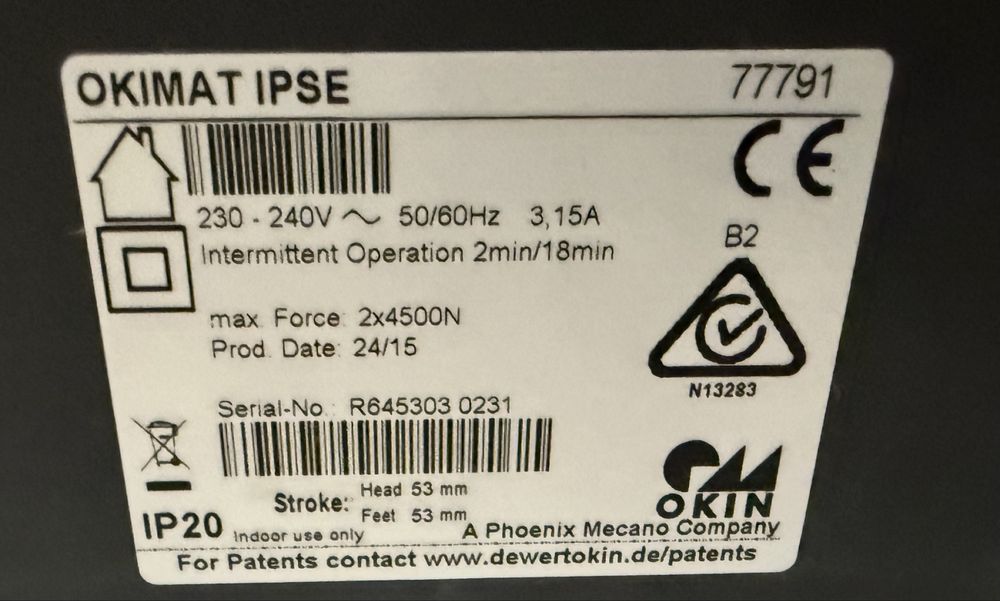 OKIMAT IPSE 77791
CE
230 - 240V ~ 50/60Hz 3,15A
Intermittent Operation 2min/18min
B2
max. Force: 2x4500N
Prod. Date: 24/15
N13283
Serial-No.: R645303 0231
Stroke: Head 53 mm
Feet 53 mm
OKIN
IP20 Indoor use only
A Phoenix Mecano Company
For Patents contact www.dewertokin.de/patents